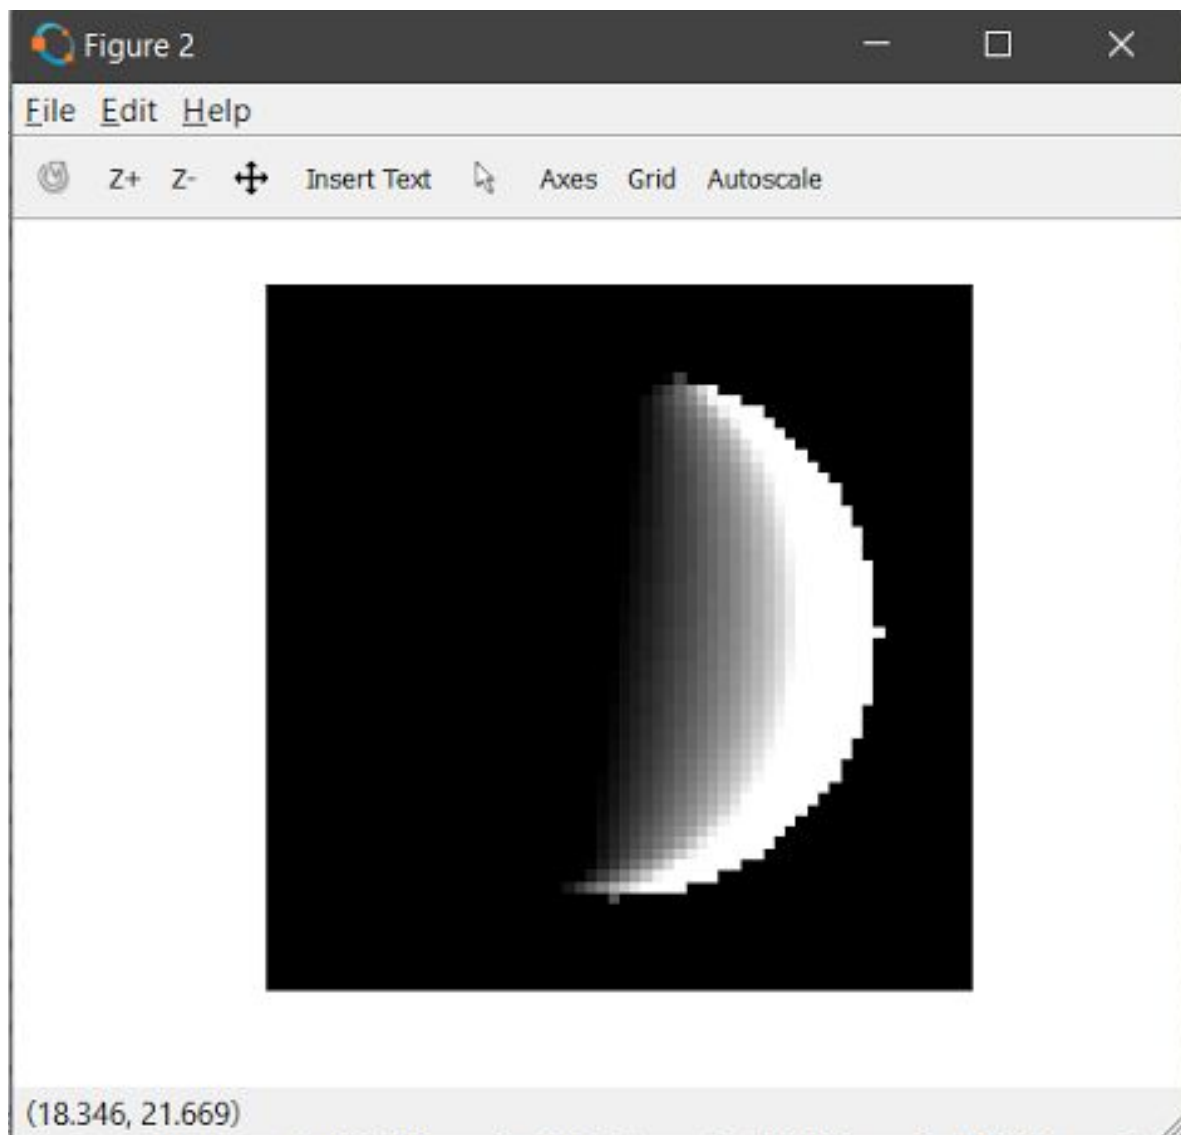 Figure 2
File Edit Help
Z+ Z- Insert Text Axes Grid Autoscale
(18.346, 21.669)